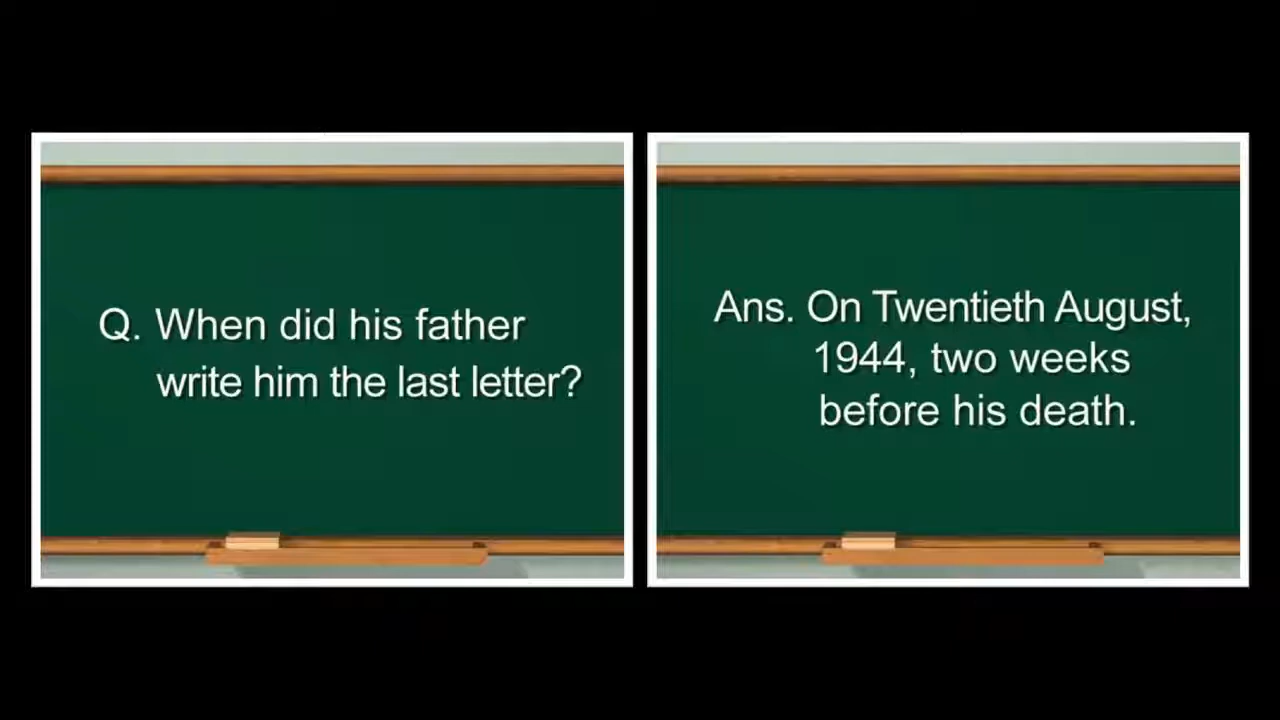 Q. When did his father
write him the last letter?
Ans. On Twentieth August,
1944, two weeks
before his death.